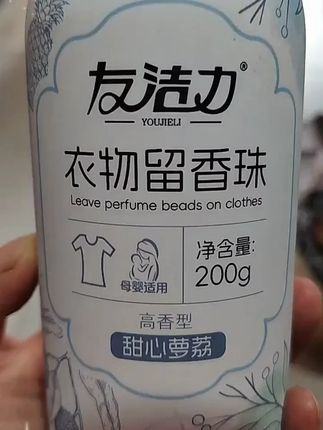 友洁力®
YOUJIELI
衣物留香珠
Leave perfume beads on clothes
母婴适用
净含量:
200g
高香型
甜心萝荔